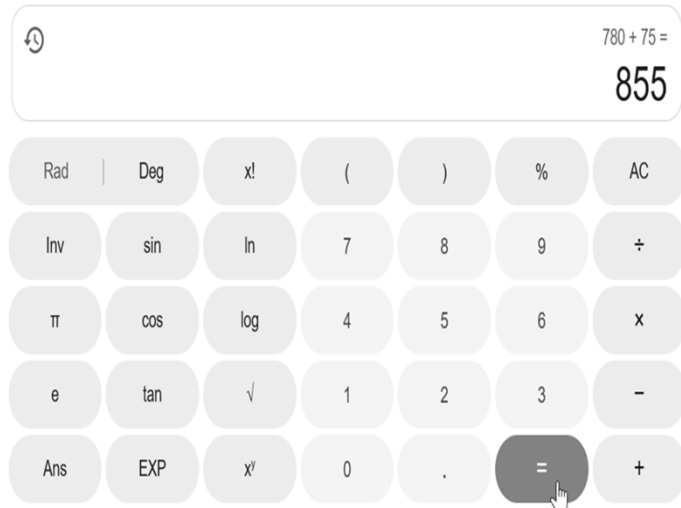 780 + 75 =
855
Rad | Deg x! ( ) % AC
Inv sin ln 7 8 9 ÷
π cos log 4 5 6 ×
e tan √ 1 2 3 −
Ans EXP xʸ 0 . = +